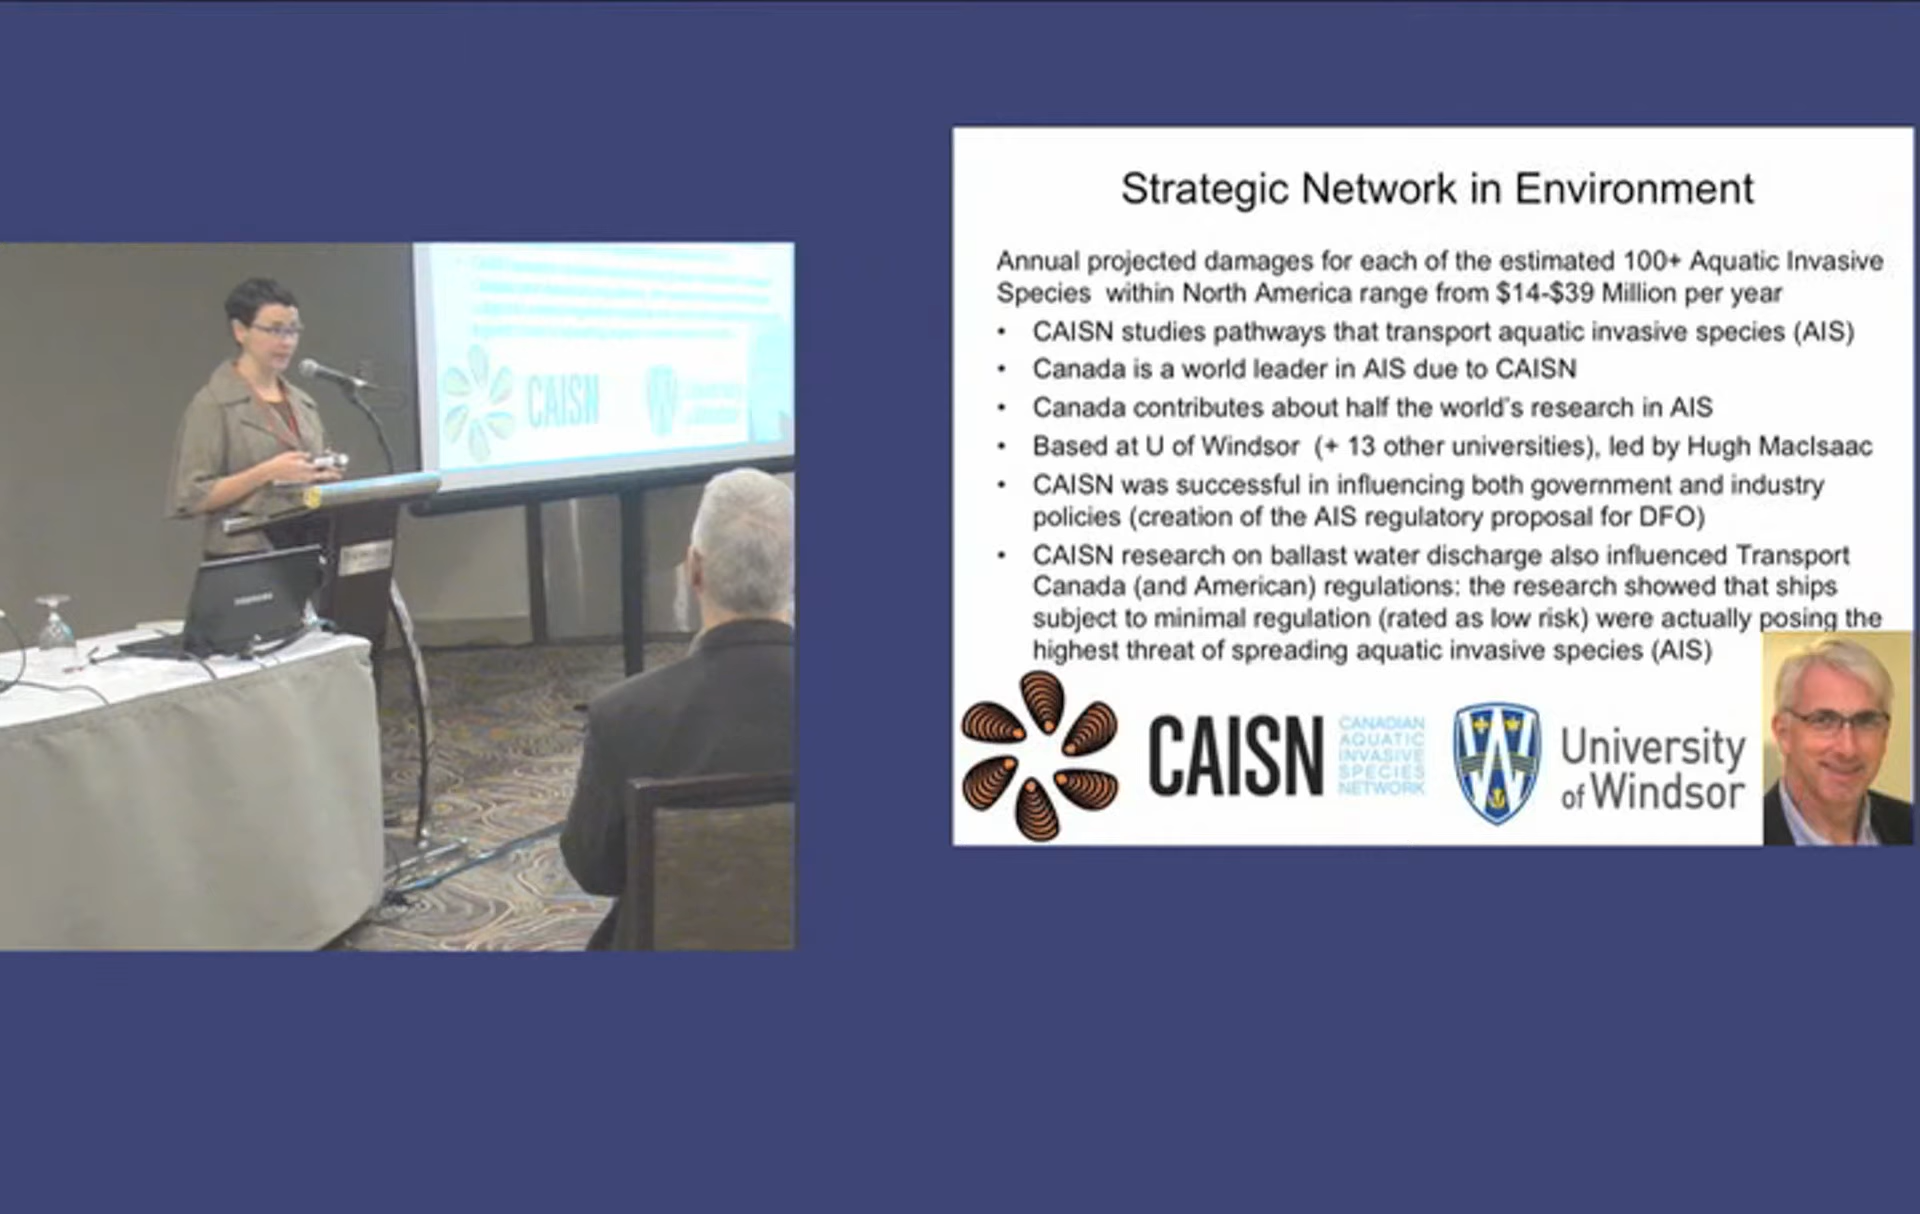 Strategic Network in Environment
Annual projected damages for each of the estimated 100+ Aquatic Invasive
Species within North America range from $14-$39 Million per year
• CAISN studies pathways that transport aquatic invasive species (AIS)
• Canada is a world leader in AIS due to CAISN
• Canada contributes about half the world's research in AIS
• Based at U of Windsor (+ 13 other universities), led by Hugh MacIsaac
• CAISN was successful in influencing both government and industry
policies (creation of the AIS regulatory proposal for DFO)
• CAISN research on ballast water discharge also influenced Transport
Canada (and American) regulations: the research showed that ships
subject to minimal regulation (rated as low risk) were actually posing the
highest threat of spreading aquatic invasive species (AIS)
CAISN
CANADIAN
AQUATIC
INVASIVE
SPECIES
NETWORK
University
of Windsor
CAISN